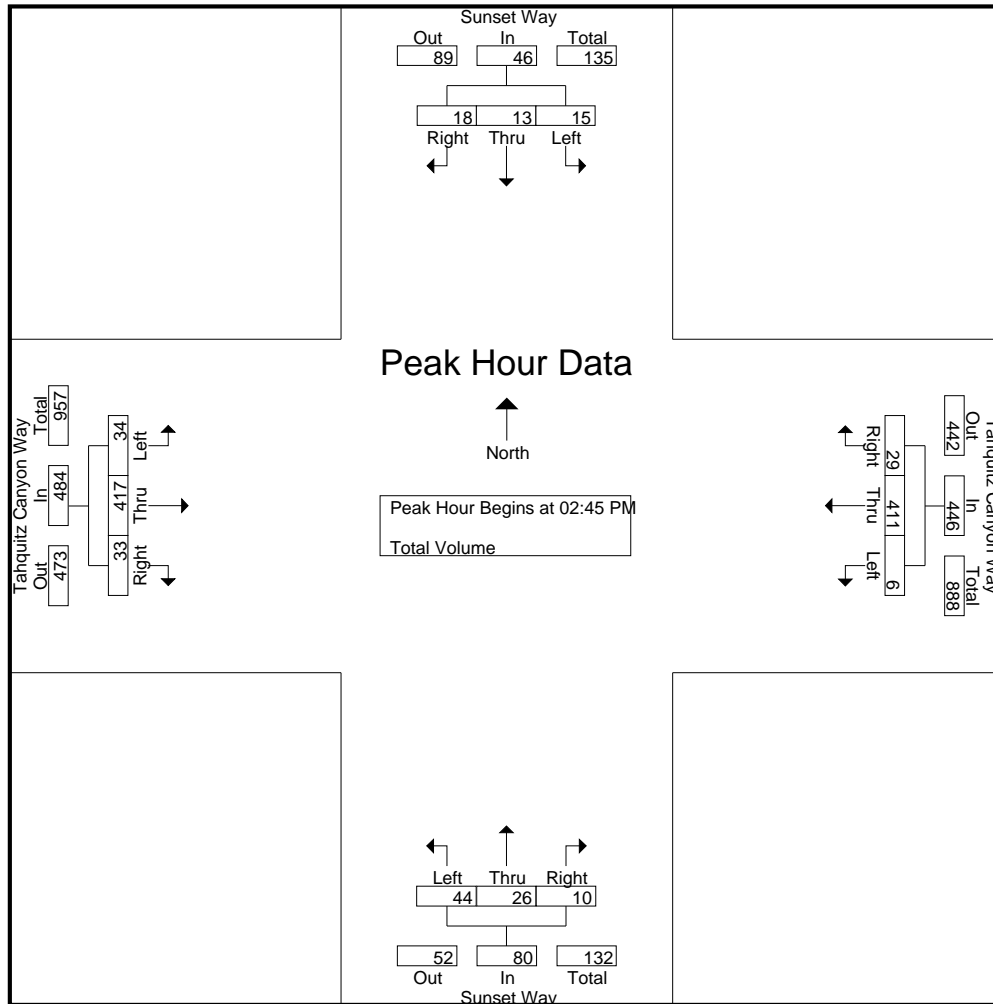 Sunset Way
Out In Total
89 46 135
18 13 15
Right Thru Left
Peak Hour Data
North
Peak Hour Begins at 02:45 PM
Total Volume
Tahquitz Canyon Way
Out In Total
473 484 957
33 417 34
Right Thru Left
Tahquitz Canyon Way
Out In Total
442 446 888
29 411 6
Right Thru Left
Left Thru Right
44 26 10
52 80 132
Out In Total
Sunset Way